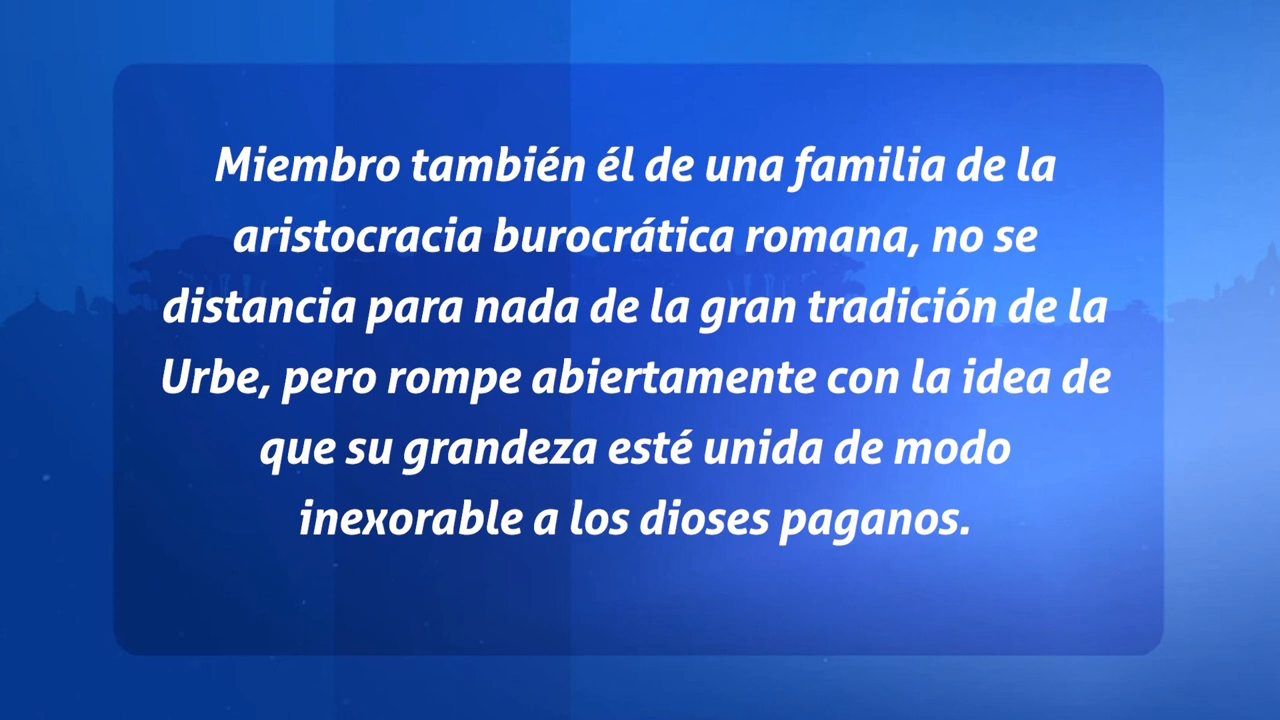 Miembro también él de una familia de la
aristocracia burocrática romana, no se
distancia para nada de la gran tradición de la
Urbe, pero rompe abiertamente con la idea de
que su grandeza esté unida de modo
inexorable a los dioses paganos.